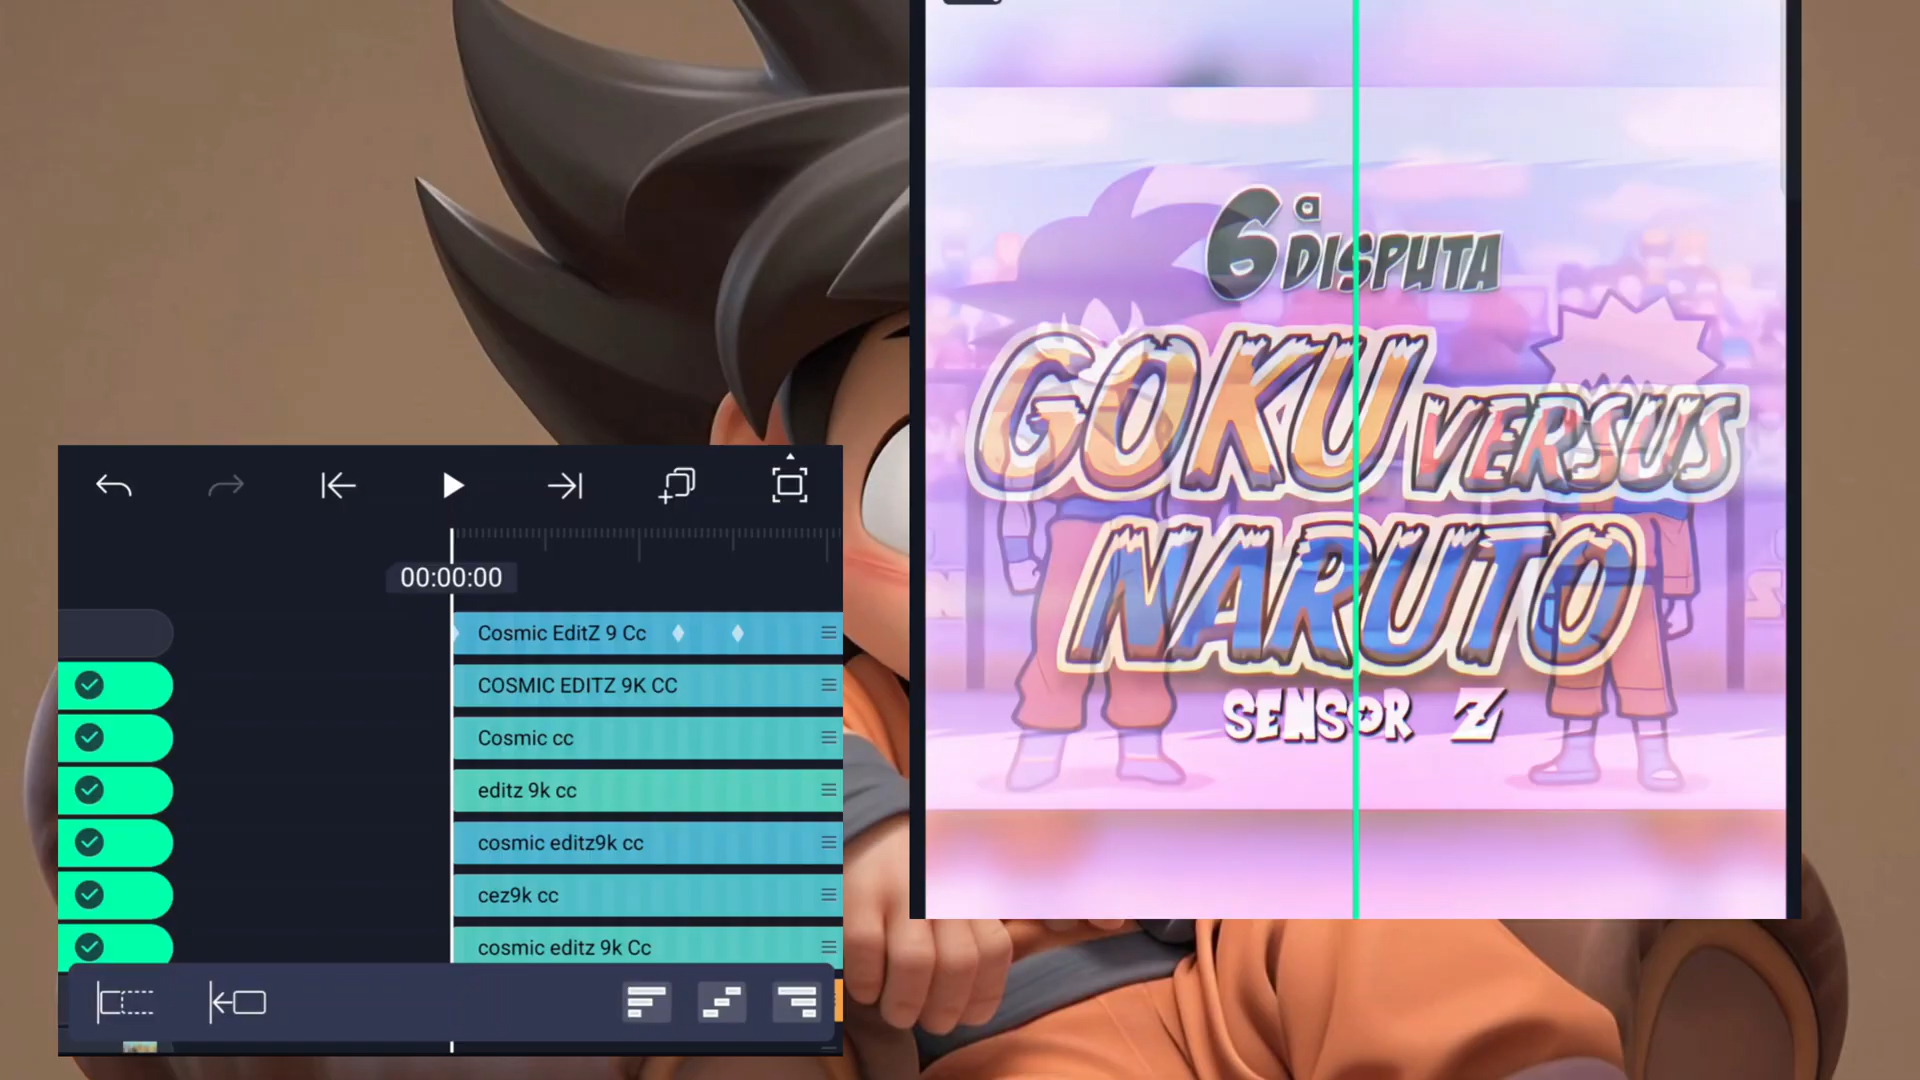 6ª DISPUTA
GOKU VERSUS
NARUTO
SENSOR Z
00:00:00
Cosmic EditZ 9 Cc
COSMIC EDITZ 9K CC
Cosmic cc
editz 9k cc
cosmic editz9k cc
cez9k cc
cosmic editz 9k Cc